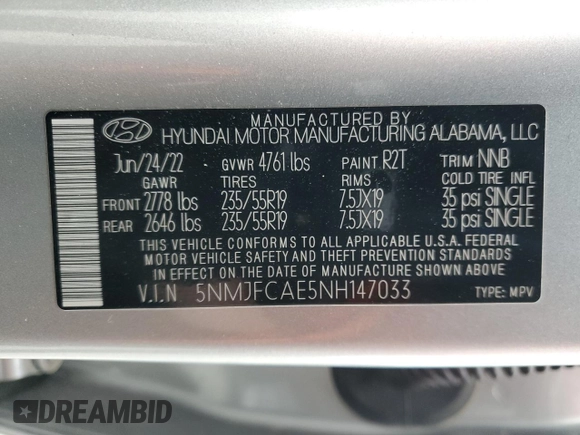 MANUFACTURED BY
HYUNDAI MOTOR MANUFACTURING ALABAMA, LLC
Jun/24/22 GVWR 4761 lbs PAINT R2T TRIM NNB
GAWR TIRES RIMS COLD TIRE INFL
FRONT 2778 lbs 235/55R19 7.5JX19 35 psi SINGLE
REAR 2646 lbs 235/55R19 7.5JX19 35 psi SINGLE
THIS VEHICLE CONFORMS TO ALL APPLICABLE U.S.A. FEDERAL
MOTOR VEHICLE SAFETY AND THEFT PREVENTION STANDARDS
IN EFFECT ON THE DATE OF MANUFACTURE SHOWN ABOVE.
V.I.N 5NMJFCAE5NH147033 TYPE: MPV
DREAMBID